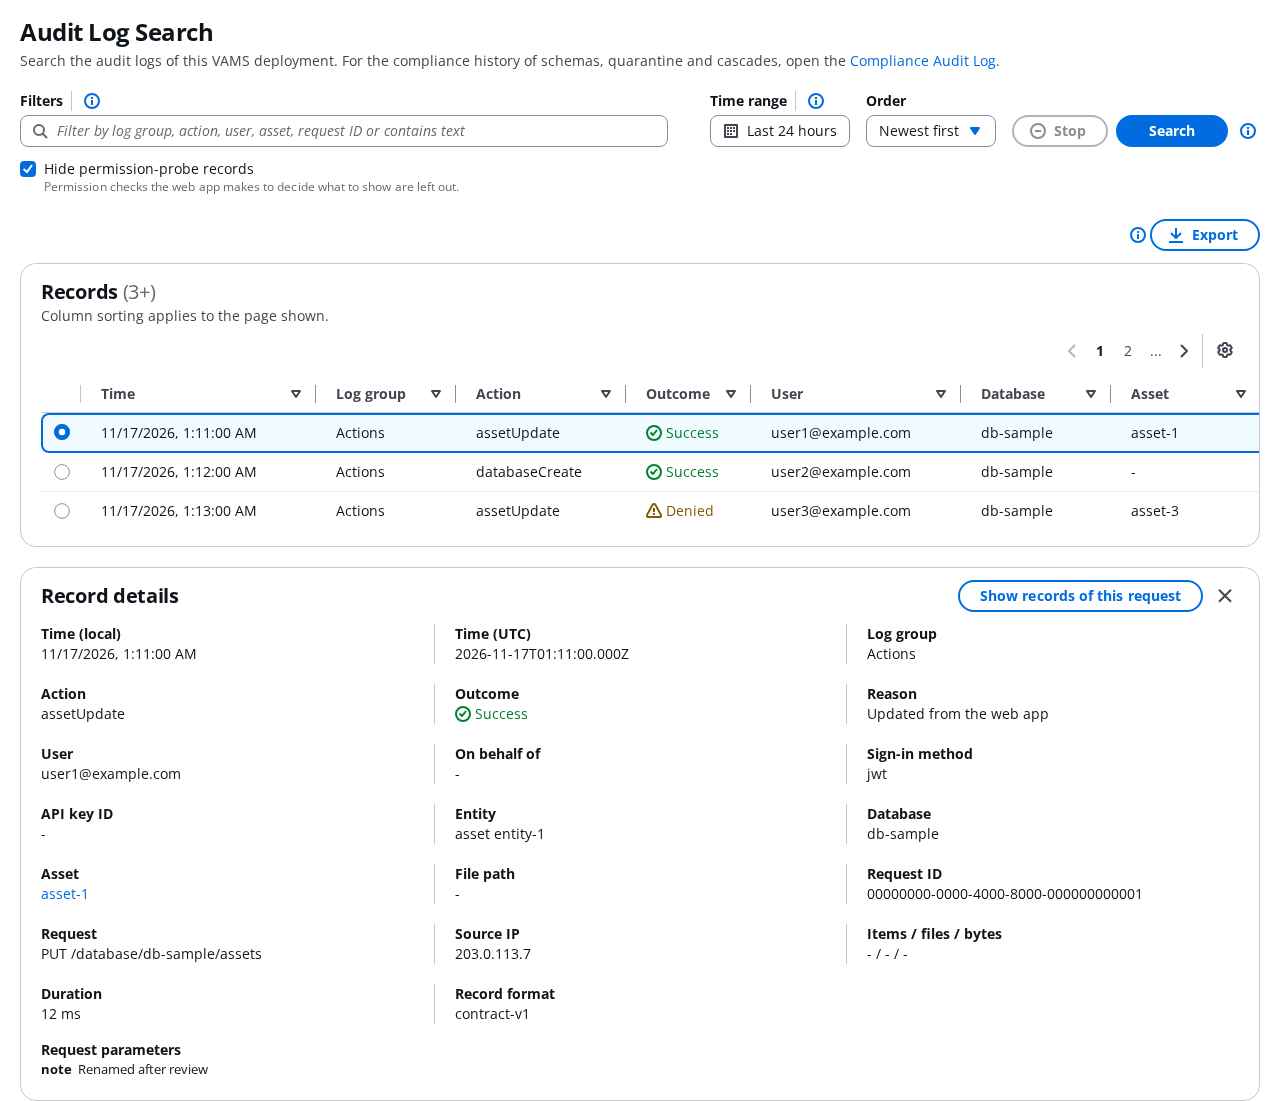 Audit Log Search
Search the audit logs of this VAMS deployment. For the compliance history of schemas, quarantine and cascades, open the Compliance Audit Log.
Filters
Time range
Order
Filter by log group, action, user, asset, request ID or contains text
Last 24 hours
Newest first
Stop
Search
Hide permission-probe records
Permission checks the web app makes to decide what to show are left out.
Export
Records (3+)
Column sorting applies to the page shown.
1 2 ...
Time Log group Action Outcome User Database Asset
11/17/2026, 1:11:00 AM Actions assetUpdate Success user1@example.com db-sample asset-1
11/17/2026, 1:12:00 AM Actions databaseCreate Success user2@example.com db-sample -
11/17/2026, 1:13:00 AM Actions assetUpdate Denied user3@example.com db-sample asset-3
Record details
Show records of this request
Time (local) Time (UTC) Log group
11/17/2026, 1:11:00 AM 2026-11-17T01:11:00.000Z Actions
Action Outcome Reason
assetUpdate Success Updated from the web app
User On behalf of Sign-in method
user1@example.com - jwt
API key ID Entity Database
- asset entity-1 db-sample
Asset File path Request ID
asset-1 - 00000000-0000-4000-8000-000000000001
Request Source IP Items / files / bytes
PUT /database/db-sample/assets 203.0.113.7 - / - / -
Duration Record format
12 ms contract-v1
Request parameters
note Renamed after review